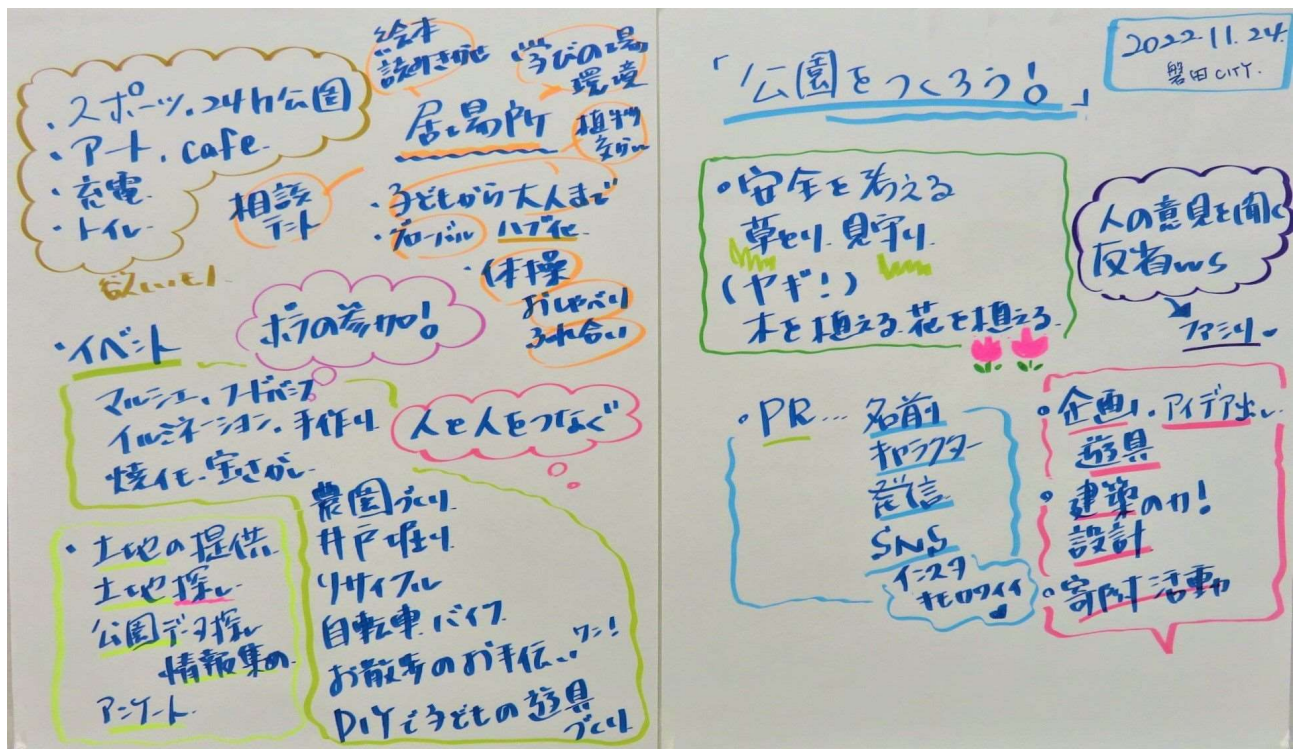 ・スポーツ.24h公園
・アート.cafe.
・充電.
・トイレ.
欲しいモノ
絵本
読みきかせ
学びの場
環境
居場所
植物
交かい
相談
テント
・子どもから大人まで
・グローバル ハブ化
・体操
おしゃべり
ふれ合い
ボラの参加!
・イベント
マルシェ、フードバンス
イルミネーション.手作り
焼イモ.宝さがし
人と人をつなぐ
・土地の提供.
土地探し
公園データ探し
情報集め.
アンケート.
農園づくり
井戸堀り
リサイクル
自転車.バイク
お散歩のお手伝い ワン!
DIYで子どもの遊具
づくり
2022.11.24.
磐田CITY.
「公園をつくろう!」
・安全を考える
草とり.見守り.
(ヤギ!)
木を植える.花を植える
人の意見を聞く
反省WS
ファシリ
・PR… 名前
キャラクター
発信
SNS
インスタ
キモカワイイ
・企画.アイデア出し
遊具
・建築の力!
設計
・寄附活動